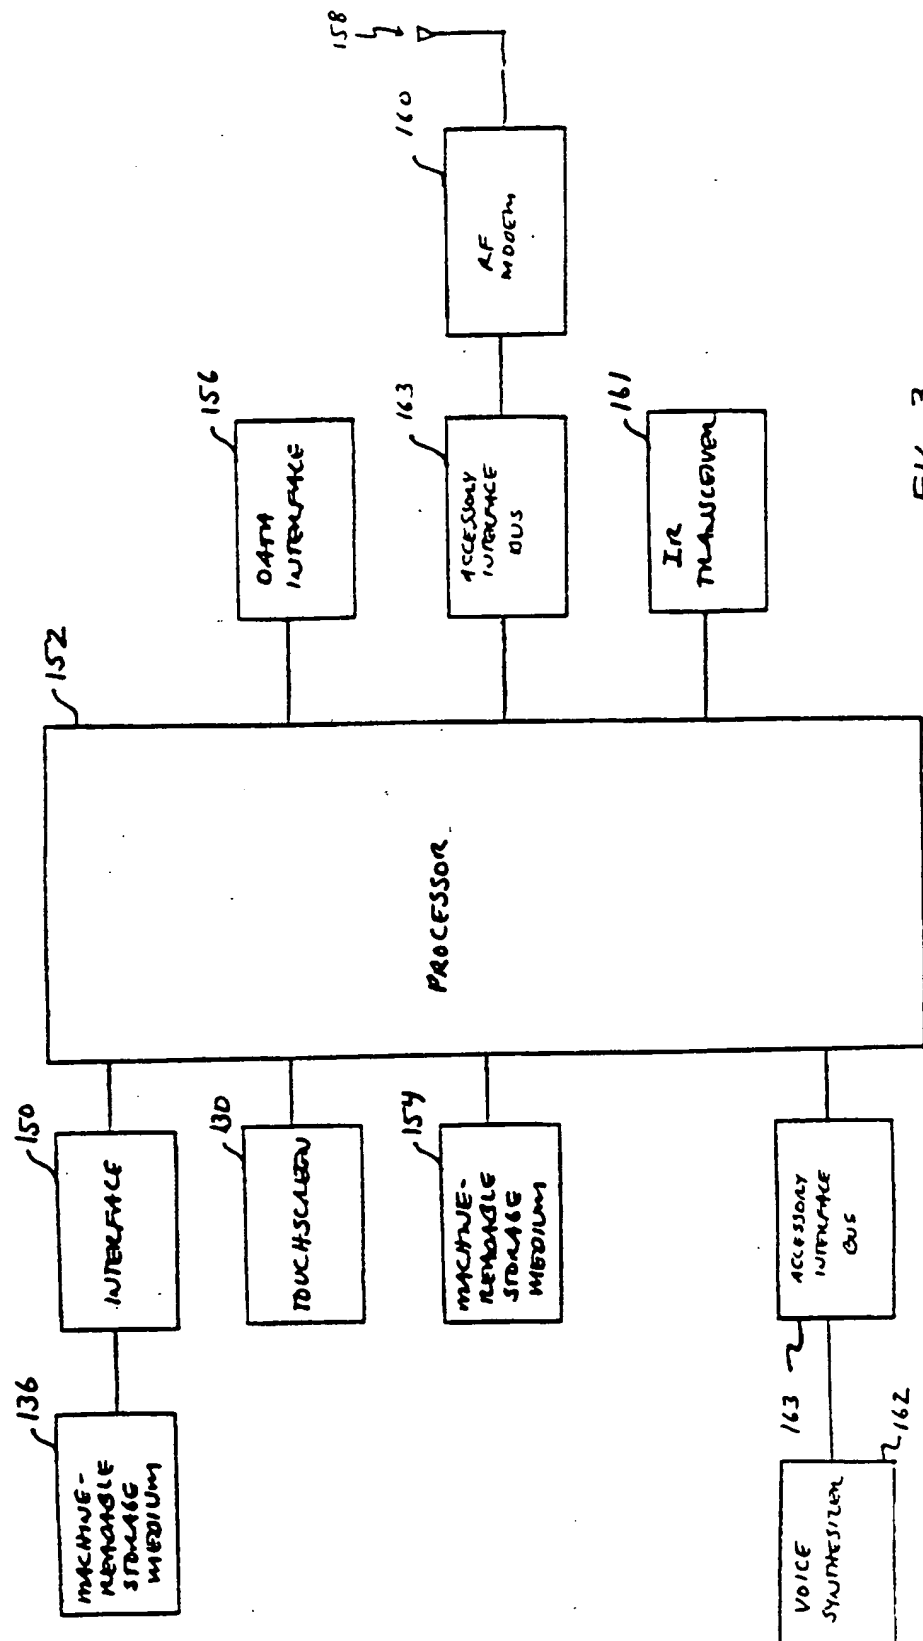 136
MACHINE-
READABLE
STORAGE
MEDIUM
150
INTERFACE
130
TOUCHSCREEN
154
MACHINE-
READABLE
STORAGE
MEDIUM
163
ACCESSORY
INTERFACE
BUS
162
VOICE
SYNTHESIZER
152
PROCESSOR
156
DATA
INTERFACE
163
ACCESSORY
INTERFACE
BUS
161
IR
TRANSCEIVER
160
RF
MODEM
158